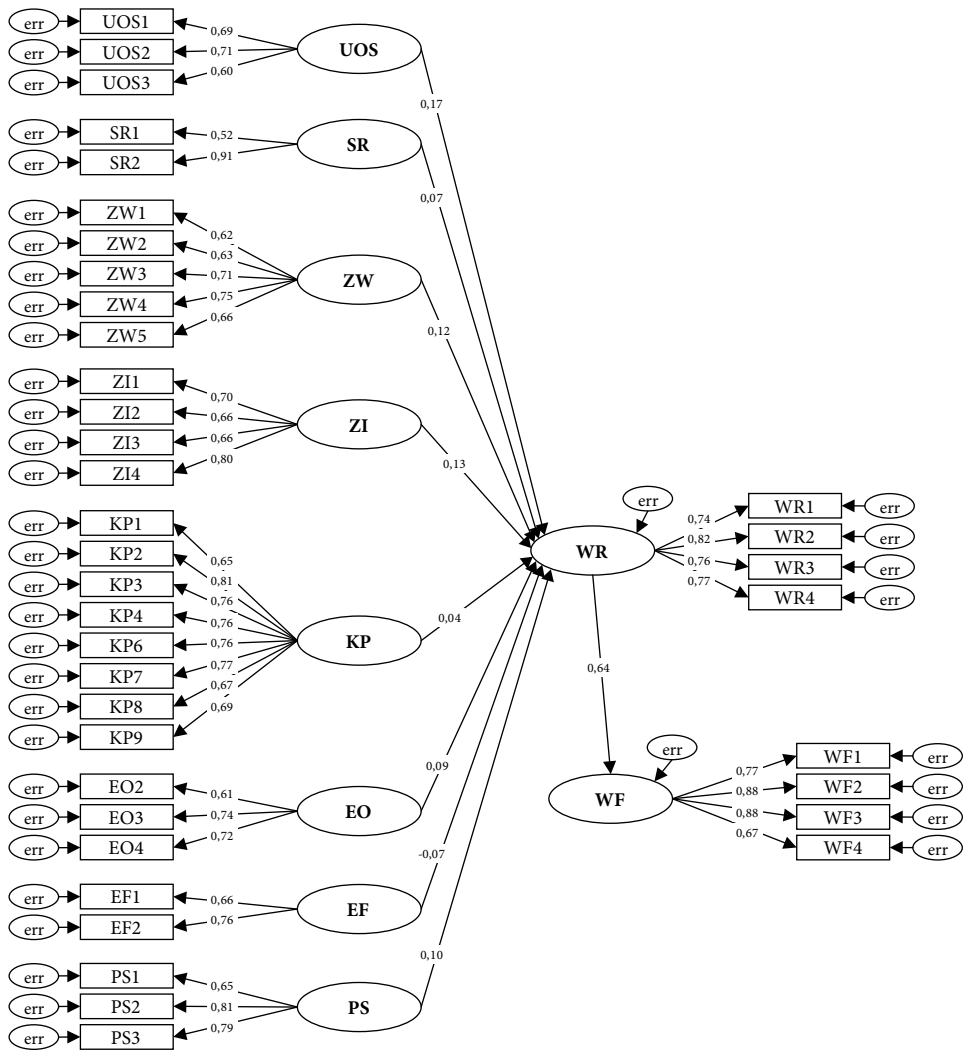 err UOS1
err UOS2
err UOS3
0,69
0,71
0,60
UOS
0,17
err SR1
err SR2
0,52
0,91
SR
0,07
err ZW1
err ZW2
err ZW3
err ZW4
err ZW5
0,62
0,63
0,71
0,75
0,66
ZW
0,12
err ZI1
err ZI2
err ZI3
err ZI4
0,70
0,66
0,66
0,80
ZI
0,13
err KP1
err KP2
err KP3
err KP4
err KP6
err KP7
err KP8
err KP9
0,65
0,81
0,76
0,76
0,76
0,77
0,67
0,69
KP
0,04
err EO2
err EO3
err EO4
0,61
0,74
0,72
EO
0,09
err EF1
err EF2
0,66
0,76
EF
-0,07
err PS1
err PS2
err PS3
0,65
0,81
0,79
PS
0,10
err
WR
0,74
0,82
0,76
0,77
WR1 err
WR2 err
WR3 err
WR4 err
0,64
err
WF
0,77
0,88
0,88
0,67
WF1 err
WF2 err
WF3 err
WF4 err